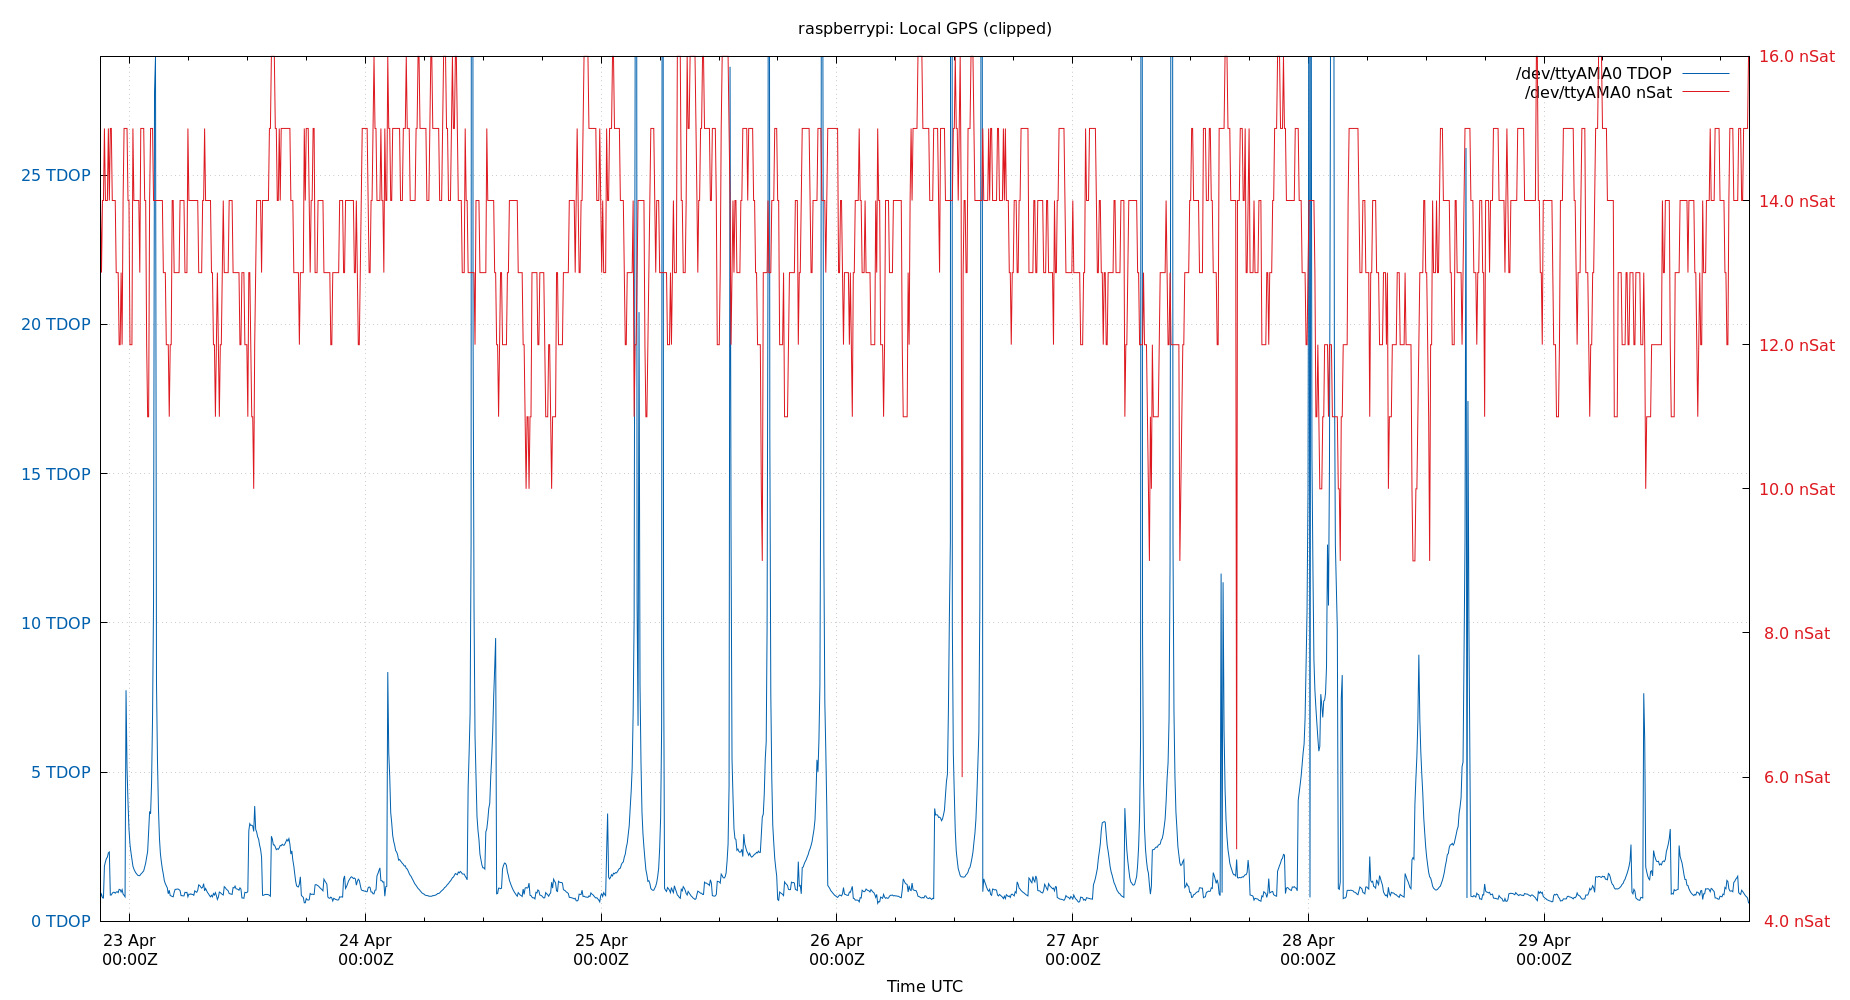 raspberrypi: Local GPS (clipped)
16.0 nSat
/dev/ttyAMA0 TDOP
/dev/ttyAMA0 nSat
25 TDOP
14.0 nSat
20 TDOP
12.0 nSat
15 TDOP
10.0 nSat
10 TDOP
8.0 nSat
5 TDOP
6.0 nSat
0 TDOP
4.0 nSat
23 Apr
00:00Z
24 Apr
00:00Z
25 Apr
00:00Z
26 Apr
00:00Z
27 Apr
00:00Z
28 Apr
00:00Z
29 Apr
00:00Z
Time UTC